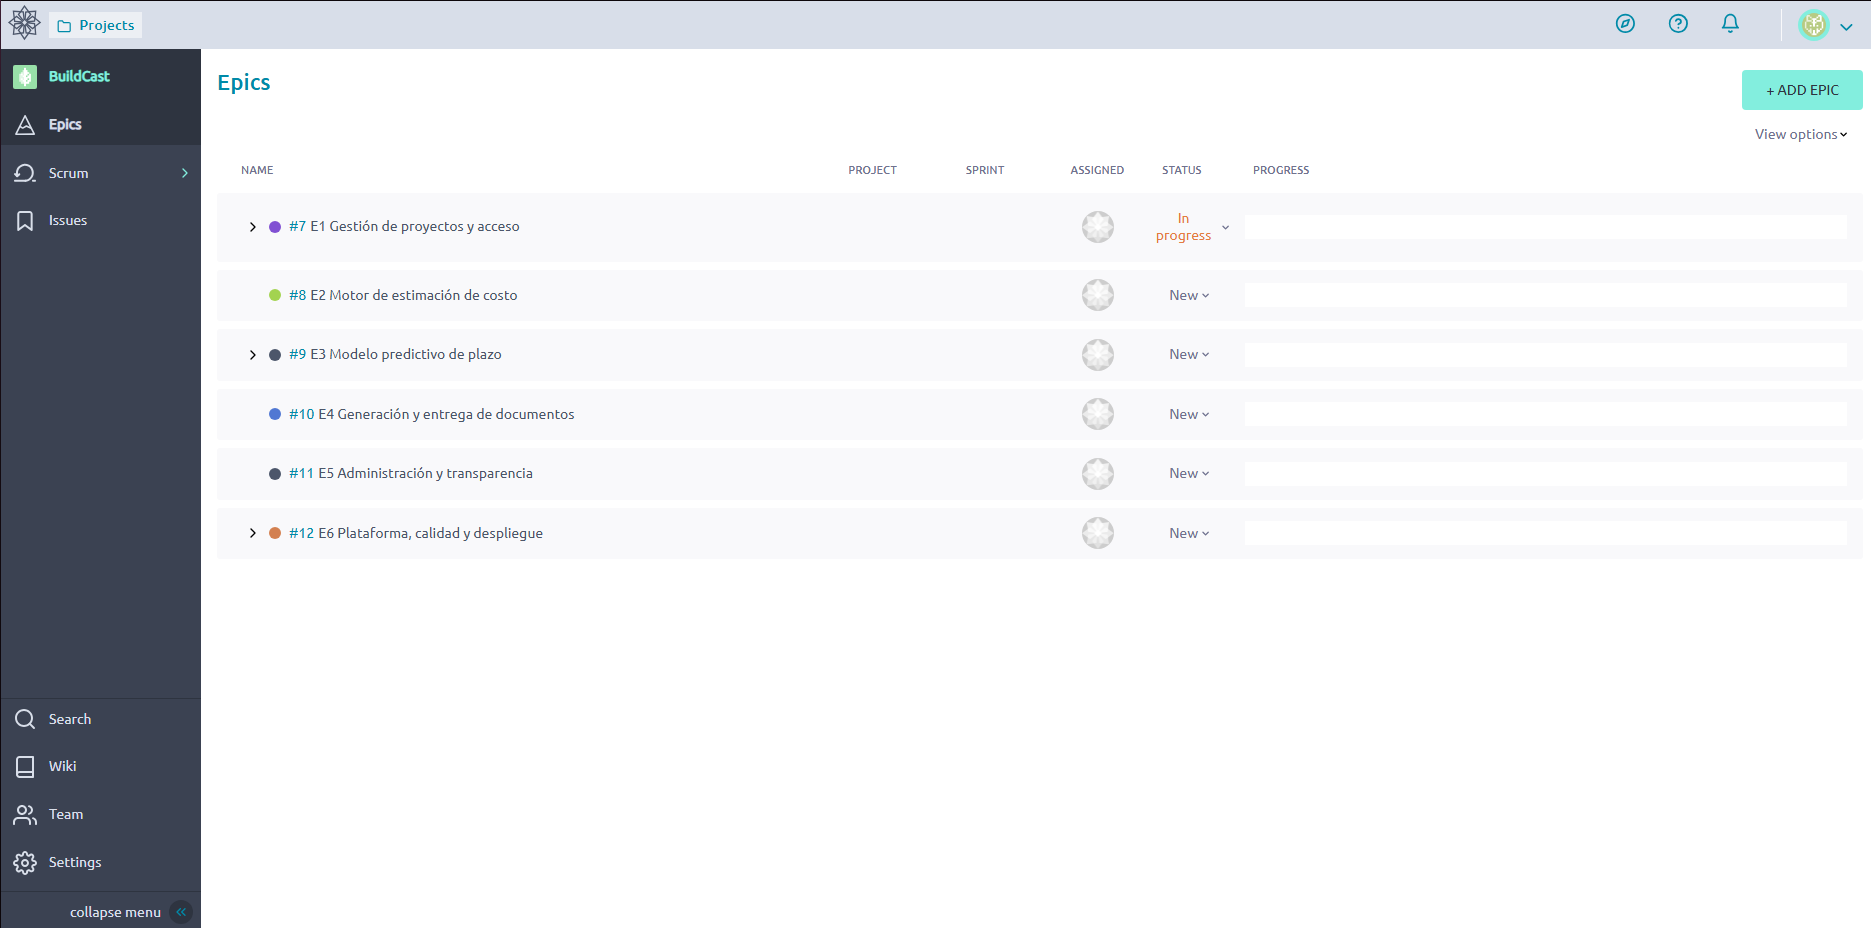 Projects
BuildCast
Epics
Scrum
Issues
Search
Wiki
Team
Settings
collapse menu
Epics
+ ADD EPIC
View options
NAME PROJECT SPRINT ASSIGNED STATUS PROGRESS
#7 E1 Gestión de proyectos y acceso
In
progress
#8 E2 Motor de estimación de costo New
#9 E3 Modelo predictivo de plazo New
#10 E4 Generación y entrega de documentos New
#11 E5 Administración y transparencia New
#12 E6 Plataforma, calidad y despliegue New